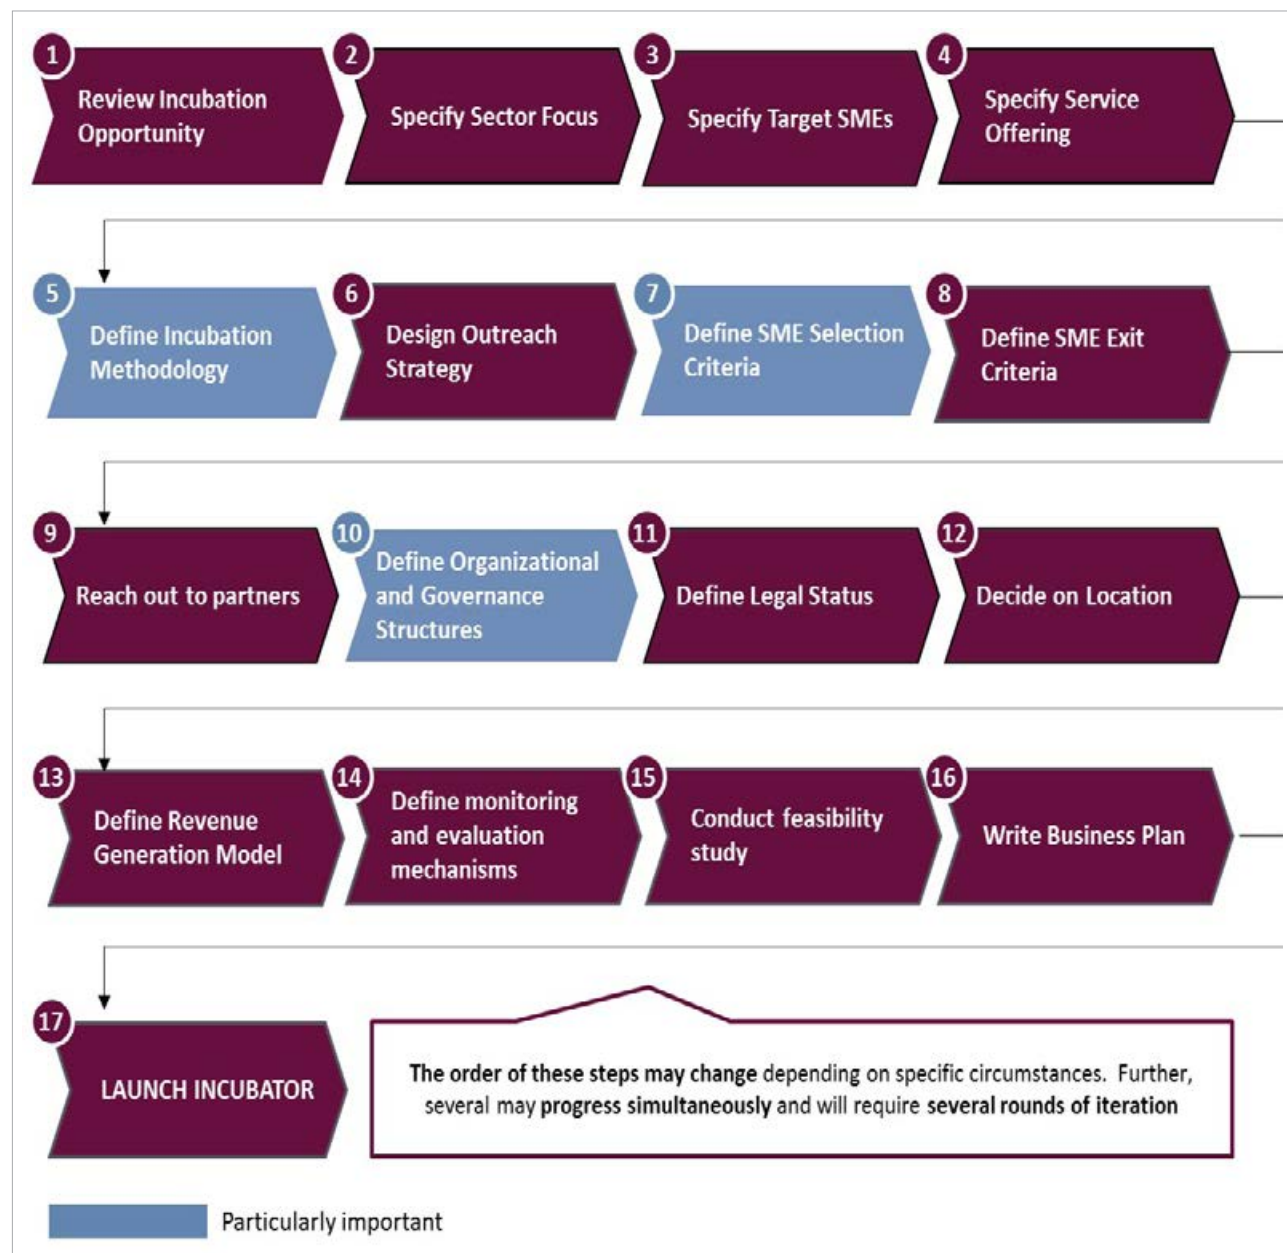 1
Review Incubation
Opportunity
2
Specify Sector Focus
3
Specify Target SMEs
4
Specify Service
Offering
5
Define Incubation
Methodology
6
Design Outreach
Strategy
7
Define SME Selection
Criteria
8
Define SME Exit
Criteria
9
Reach out to partners
10
Define Organizational
and Governance
Structures
11
Define Legal Status
12
Decide on Location
13
Define Revenue
Generation Model
14
Define monitoring
and evaluation
mechanisms
15
Conduct feasibility
study
16
Write Business Plan
17
LAUNCH INCUBATOR
The order of these steps may change depending on specific circumstances. Further,
several may progress simultaneously and will require several rounds of iteration
Particularly important